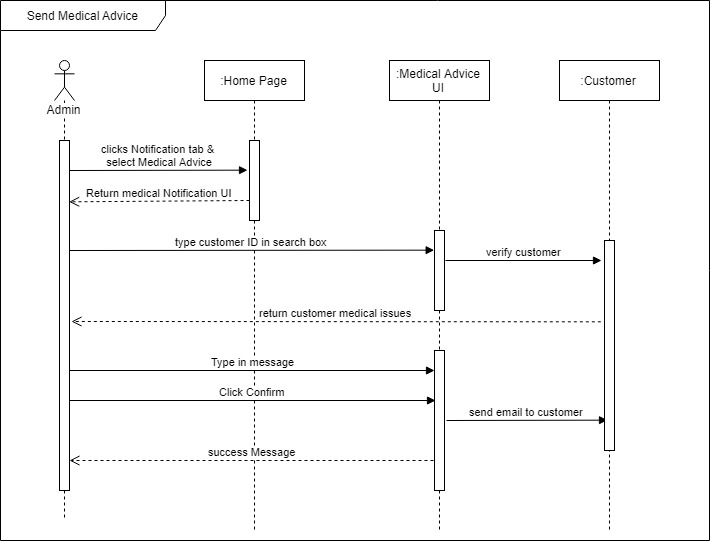 Send Medical Advice
Admin
:Home Page
:Medical Advice
UI
:Customer
clicks Notification tab &
select Medical Advice
Return medical Notification UI
type customer ID in search box
verify customer
return customer medical issues
Type in message
Click Confirm
send email to customer
success Message